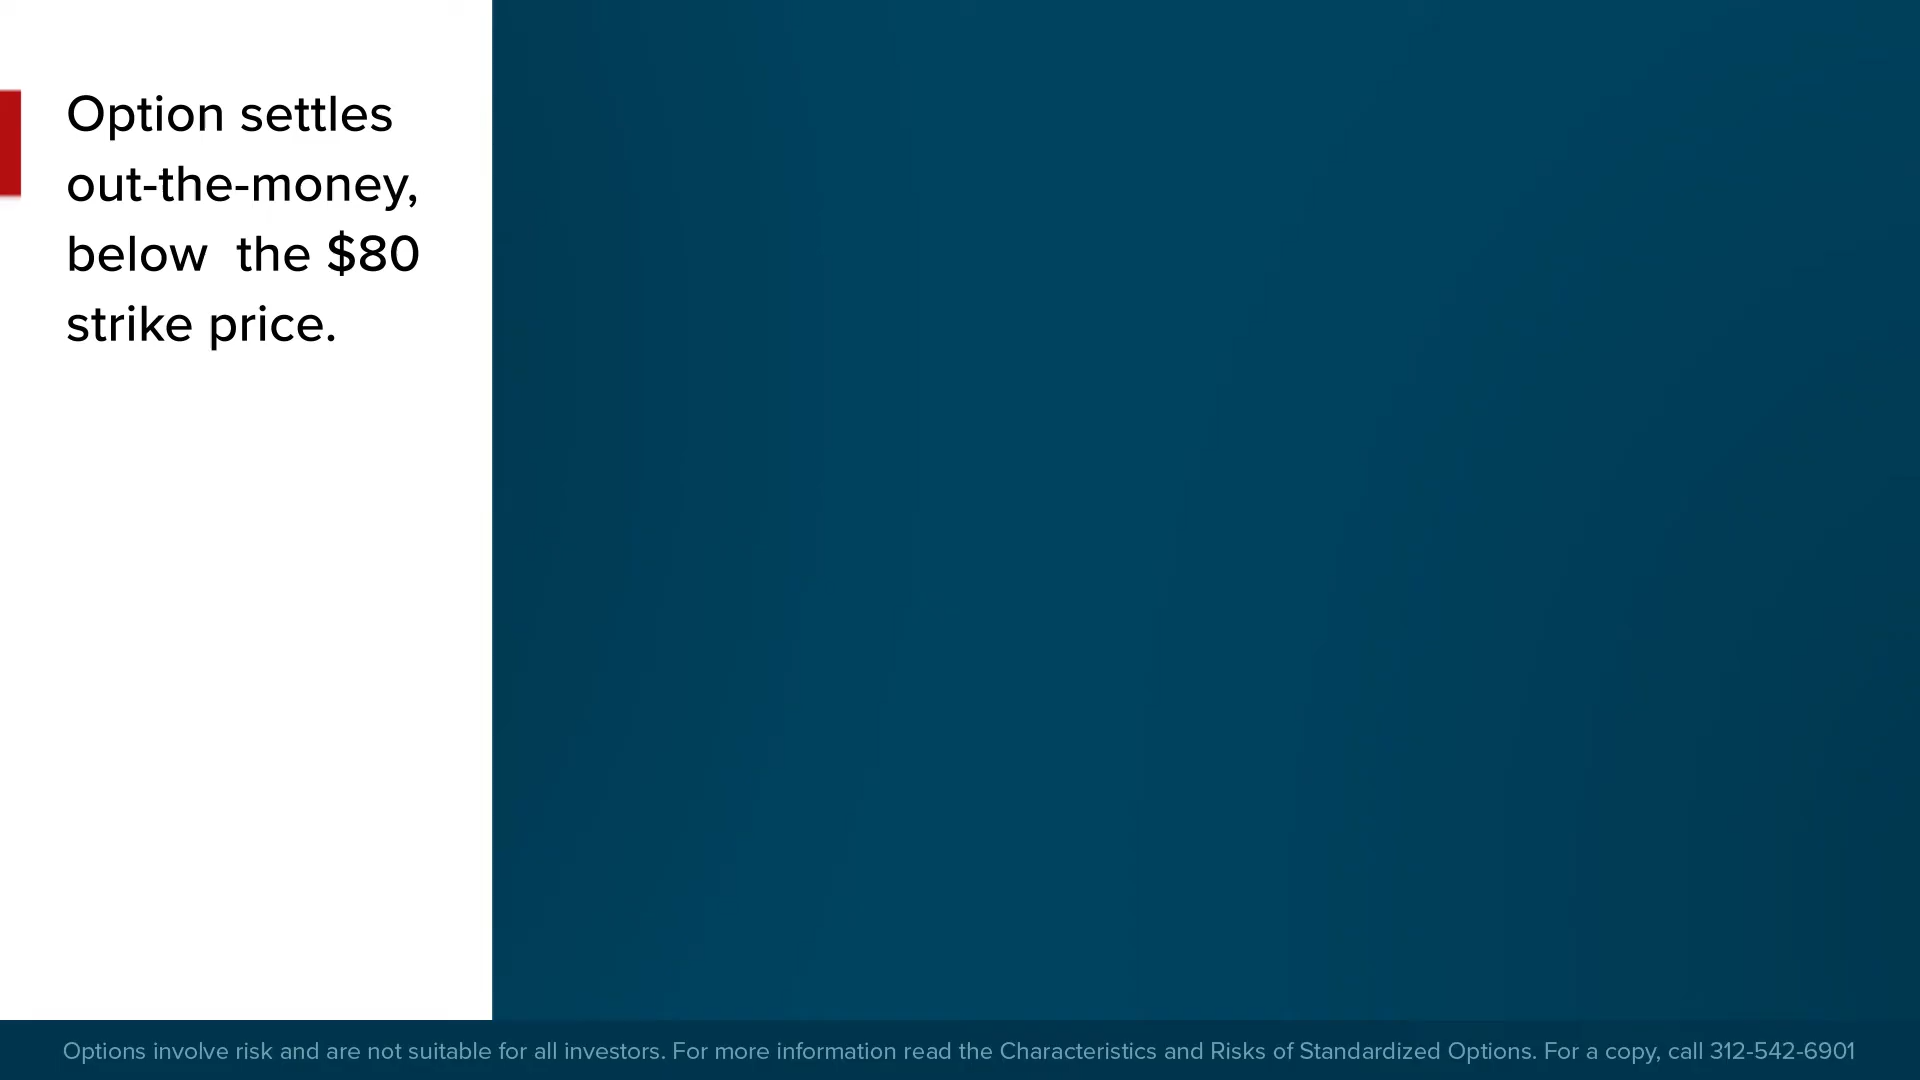 Option settles
out-the-money,
below  the $80
strike price.
Options involve risk and are not suitable for all investors. For more information read the Characteristics and Risks of Standardized Options. For a copy, call 312-542-6901